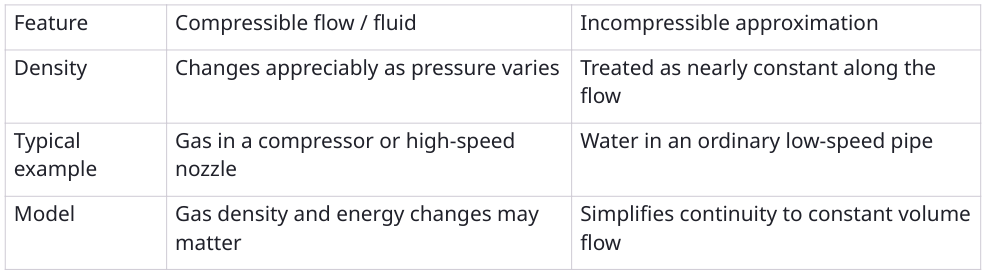 Feature
Compressible flow / fluid
Incompressible approximation
Density
Changes appreciably as pressure varies
Treated as nearly constant along the
flow
Typical
example
Gas in a compressor or high-speed
nozzle
Water in an ordinary low-speed pipe
Model
Gas density and energy changes may
matter
Simplifies continuity to constant volume
flow